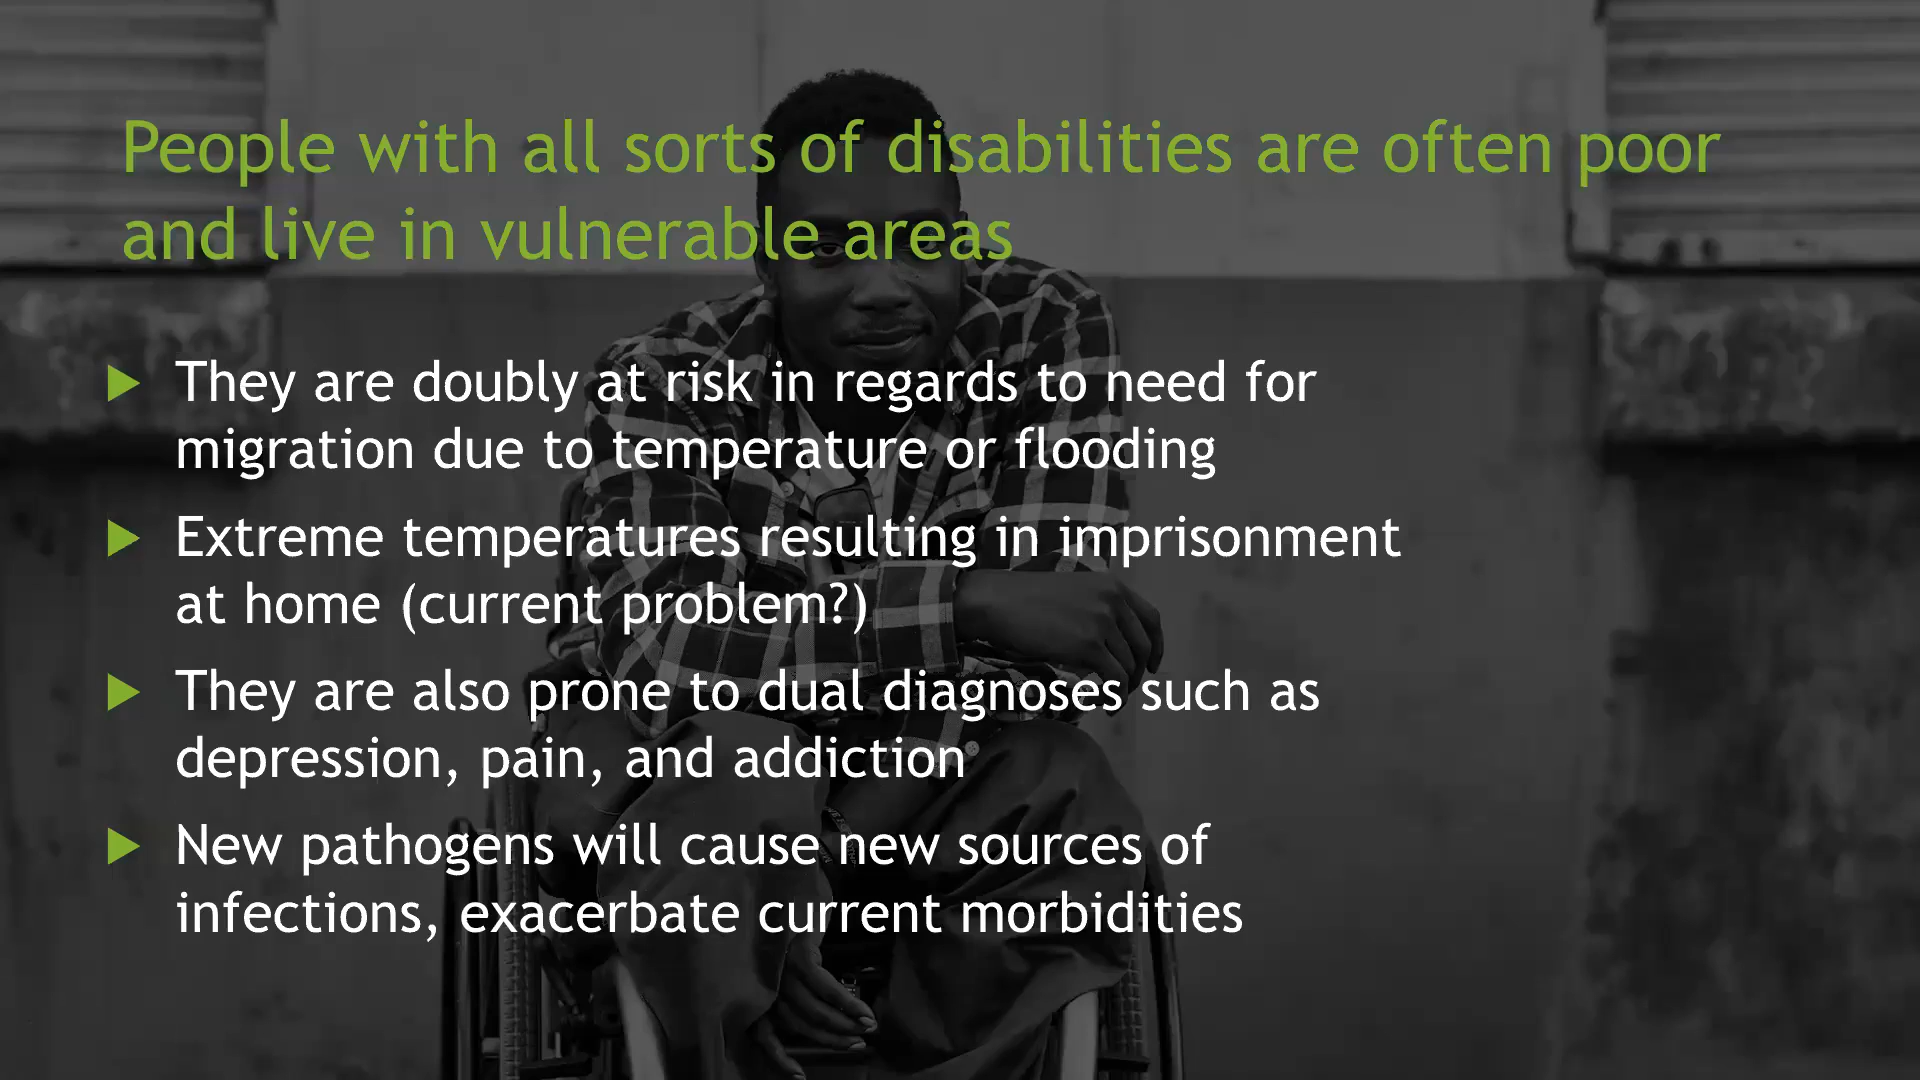 People with all sorts of disabilities are often poor
and live in vulnerable areas
They are doubly at risk in regards to need for
migration due to temperature or flooding
Extreme temperatures resulting in imprisonment
at home (current problem?)
They are also prone to dual diagnoses such as
depression, pain, and addiction
New pathogens will cause new sources of
infections, exacerbate current morbidities